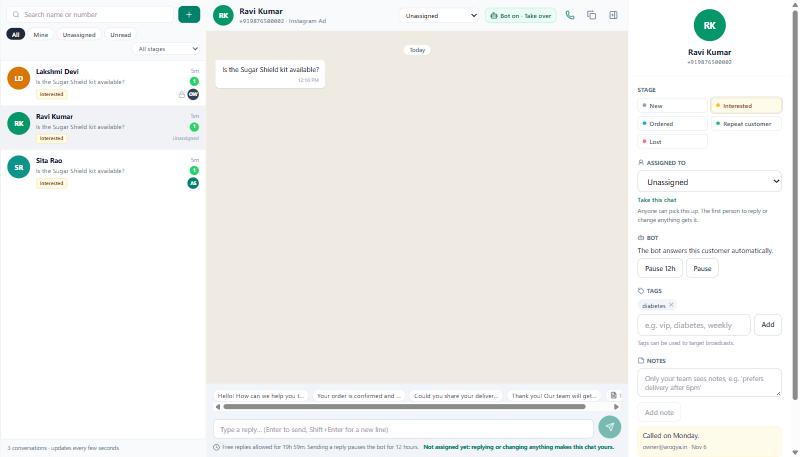 Search name or number
+
All
Mine
Unassigned
Unread
All stages
LD
Lakshmi Devi
5m
Is the Sugar Shield kit available?
1
Interested
OW
RK
Ravi Kumar
5m
Is the Sugar Shield kit available?
1
Interested
Unassigned
SR
Sita Rao
5m
Is the Sugar Shield kit available?
1
Interested
AS
3 conversations · updates every few seconds
RK
Ravi Kumar
+919876500002 · Instagram Ad
Unassigned
Bot on · Take over
Today
Is the Sugar Shield kit available?
Hello! How can we help you t...
Your order is confirmed and ...
Could you share your deliver...
Thank you! Our team will get...
Type a reply... (Enter to send, Shift+Enter for a new line)
Free replies allowed for 19h 59m. Sending a reply pauses the bot for 12 hours. Not assigned yet: replying or changing anything makes this chat yours.
RK
Ravi Kumar
+919876500002
STAGE
New
Interested
Ordered
Repeat customer
Lost
ASSIGNED TO
Unassigned
Take this chat
Anyone can pick this up. The first person to reply or
change anything gets it.
BOT
The bot answers this customer automatically.
Pause 12h
Pause
TAGS
diabetes ×
e.g. vip, diabetes, weekly
Add
Tags can be used to target broadcasts.
NOTES
Only your team sees notes, e.g. 'prefers
delivery after 6pm'
Add note
Called on Monday.
owner@arogya.in · Nov 6